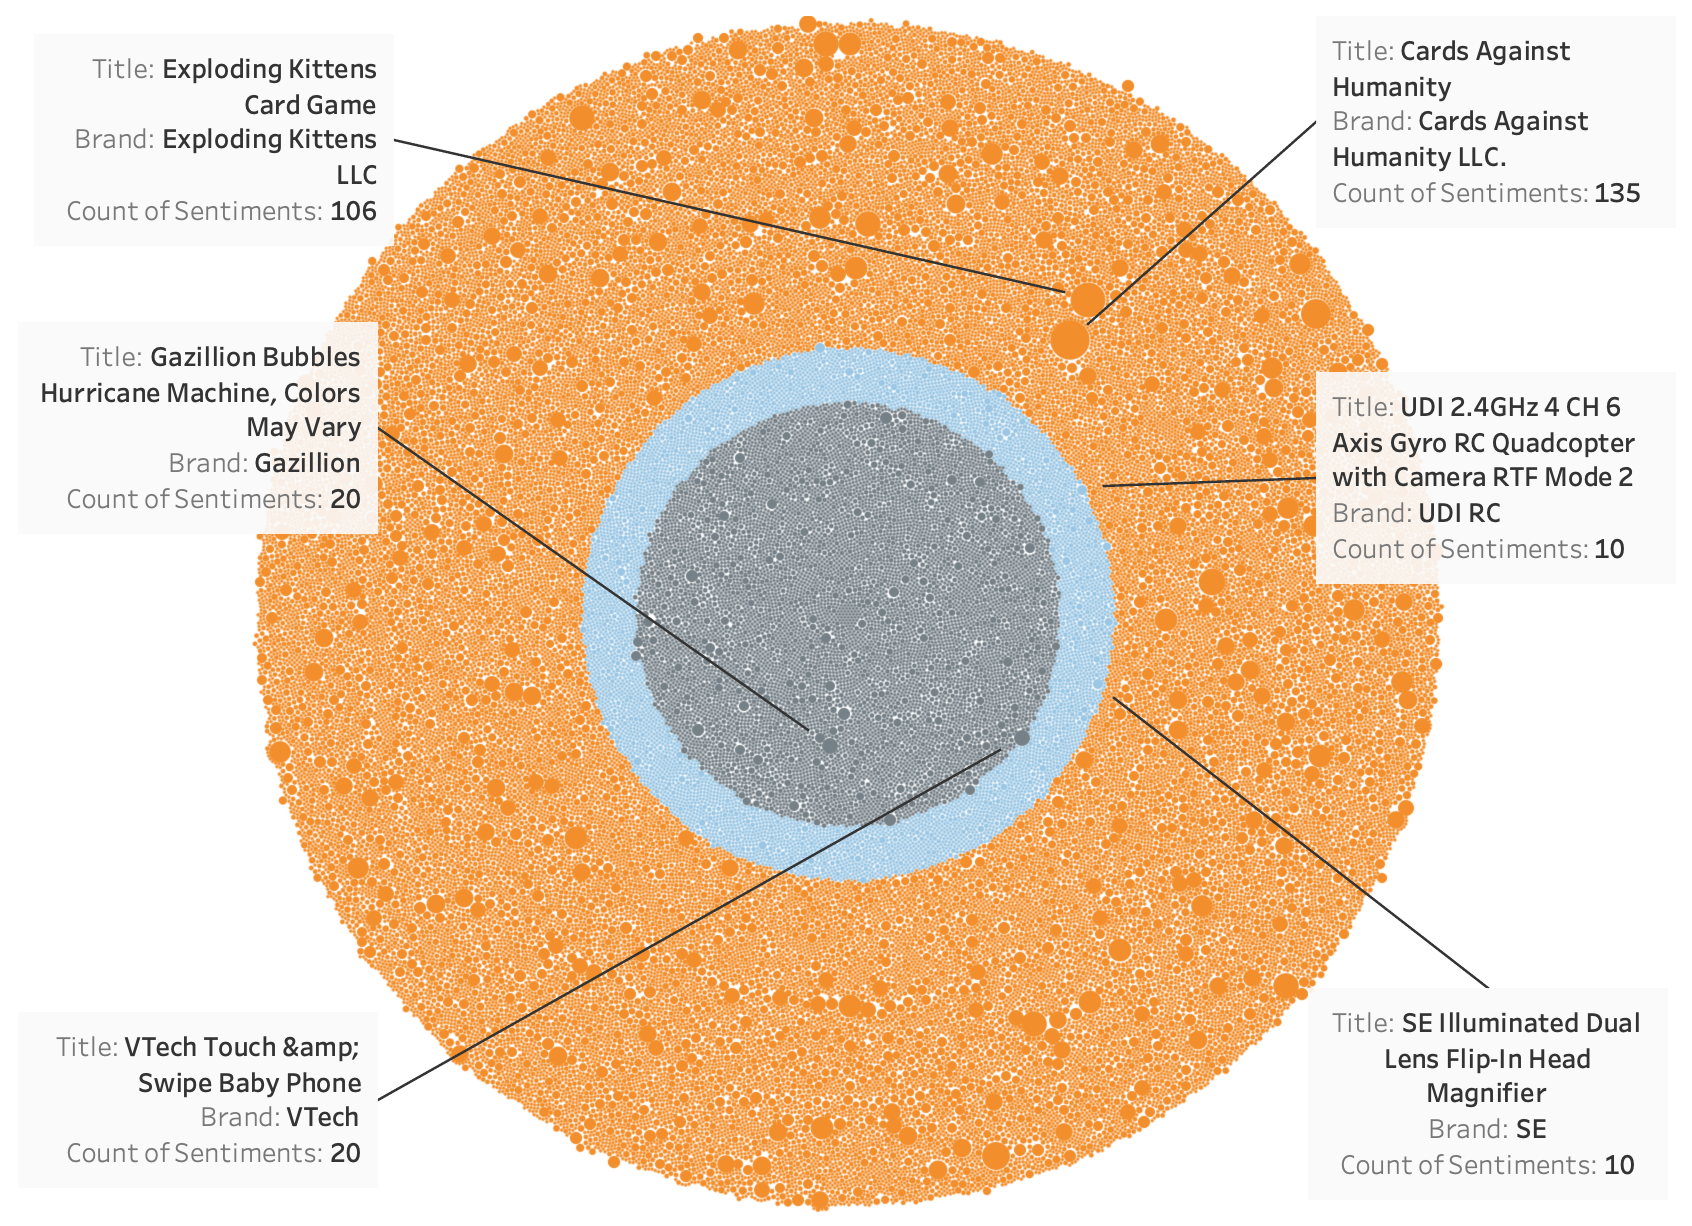 Title: Exploding Kittens
Card Game
Brand: Exploding Kittens
LLC
Count of Sentiments: 106
Title: Cards Against
Humanity
Brand: Cards Against
Humanity LLC.
Count of Sentiments: 135
Title: Gazillion Bubbles
Hurricane Machine, Colors
May Vary
Brand: Gazillion
Count of Sentiments: 20
Title: UDI 2.4GHz 4 CH 6
Axis Gyro RC Quadcopter
with Camera RTF Mode 2
Brand: UDI RC
Count of Sentiments: 10
Title: VTech Touch &amp;
Swipe Baby Phone
Brand: VTech
Count of Sentiments: 20
Title: SE Illuminated Dual
Lens Flip-In Head
Magnifier
Brand: SE
Count of Sentiments: 10